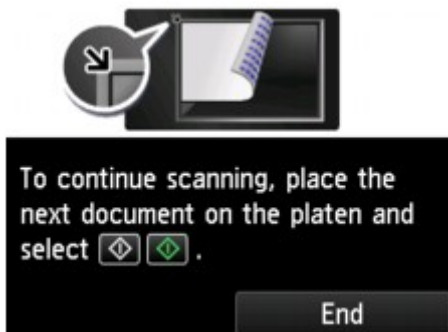 To continue scanning, place the
next document on the platen and
select .
End